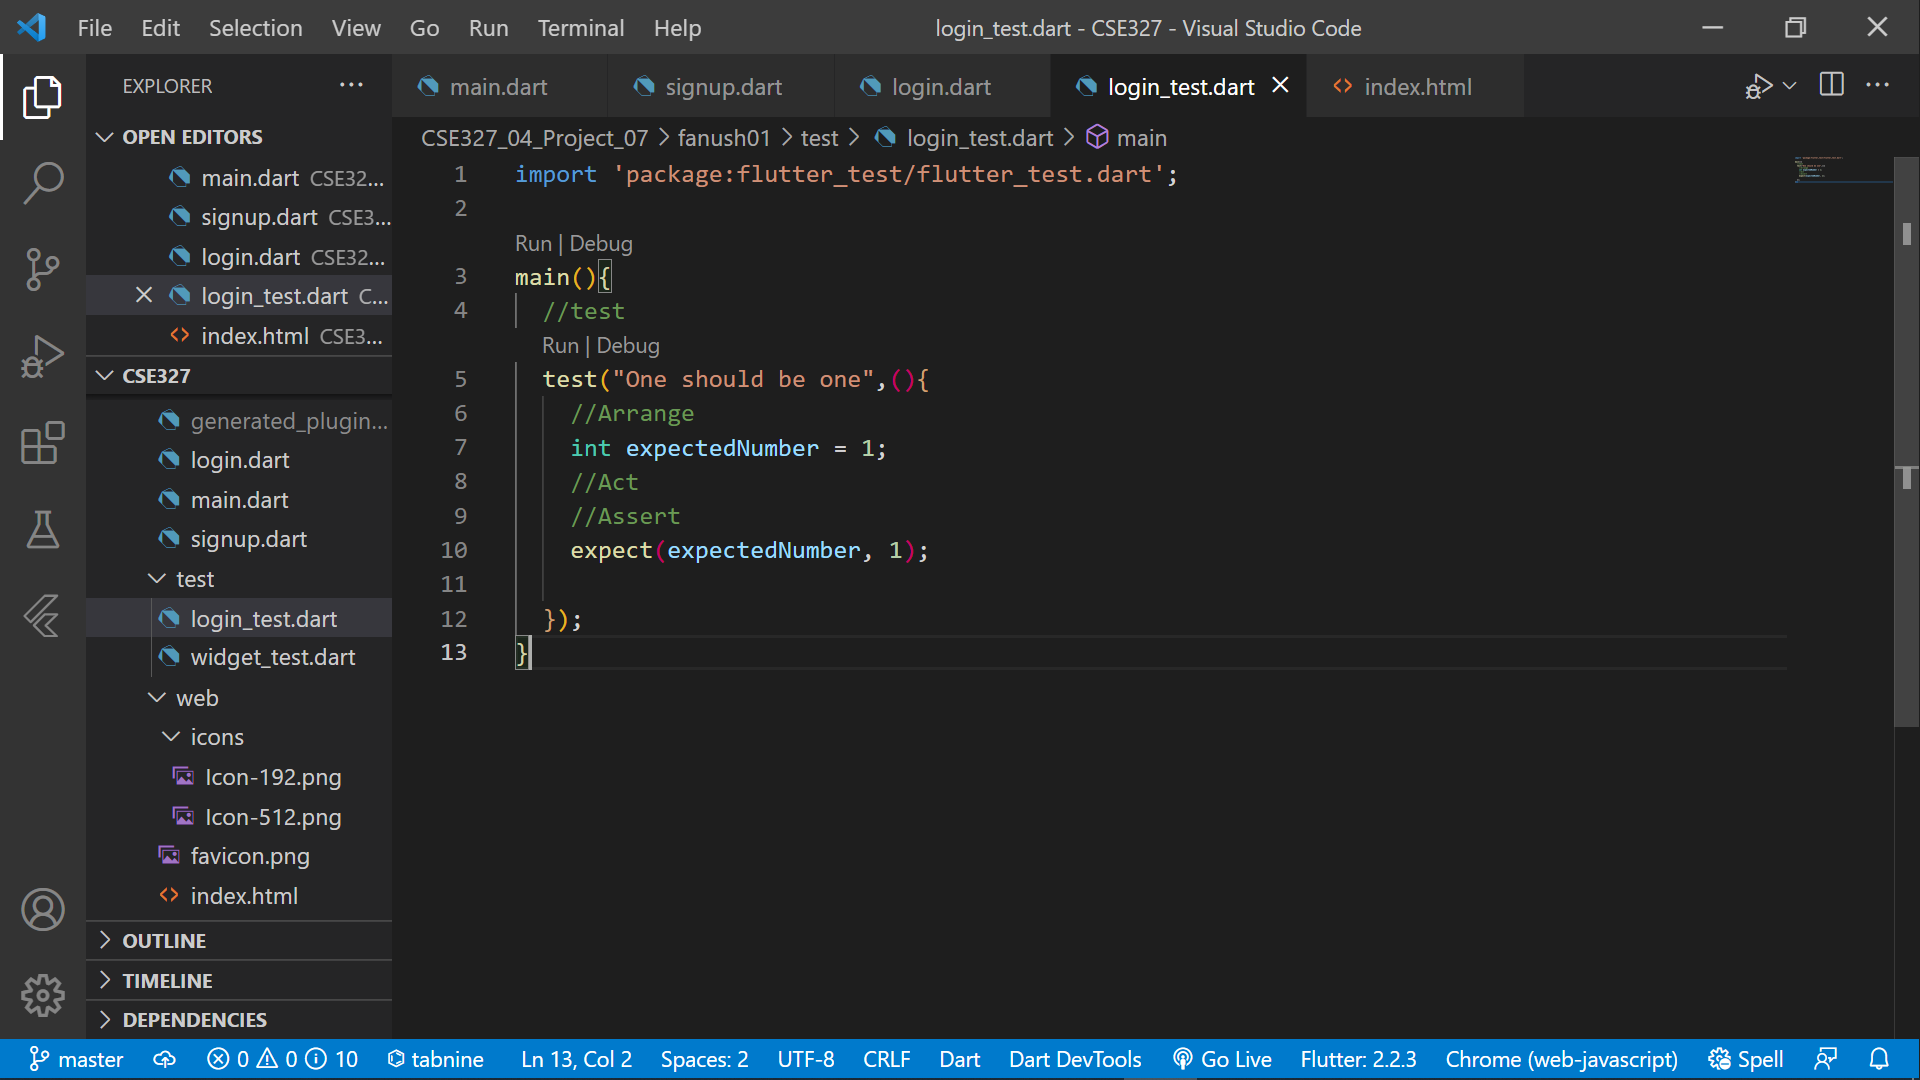 File Edit Selection View Go Run Terminal Help login_test.dart - CSE327 - Visual Studio Code
EXPLORER
main.dart signup.dart login.dart login_test.dart index.html
OPEN EDITORS
main.dart CSE32...
signup.dart CSE3...
login.dart CSE32...
login_test.dart C...
index.html CSE3...
CSE327
generated_plugin...
login.dart
main.dart
signup.dart
test
login_test.dart
widget_test.dart
web
icons
Icon-192.png
Icon-512.png
favicon.png
index.html
OUTLINE
TIMELINE
DEPENDENCIES
CSE327_04_Project_07 > fanush01 > test > login_test.dart > main
1 import 'package:flutter_test/flutter_test.dart';
2
Run | Debug
3 main(){
4 //test
Run | Debug
5 test("One should be one",(){
6 //Arrange
7 int expectedNumber = 1;
8 //Act
9 //Assert
10 expect(expectedNumber, 1);
11
12 });
13 }
master 0 0 10 tabnine Ln 13, Col 2 Spaces: 2 UTF-8 CRLF Dart Dart DevTools Go Live Flutter: 2.2.3 Chrome (web-javascript) Spell